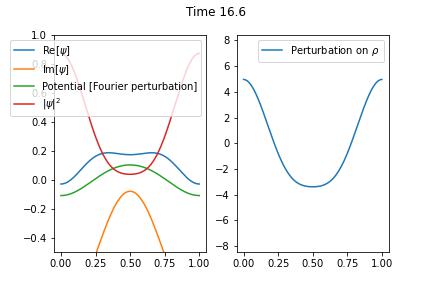 Time 16.6
Re[ψ]
Im[ψ]
Potential [Fourier perturbation]
|ψ|²
1.0
0.8
0.6
0.4
0.2
0.0
−0.2
−0.4
0.00 0.25 0.50 0.75 1.00
Perturbation on ρ
8
6
4
2
0
−2
−4
−6
−8
0.00 0.25 0.50 0.75 1.00